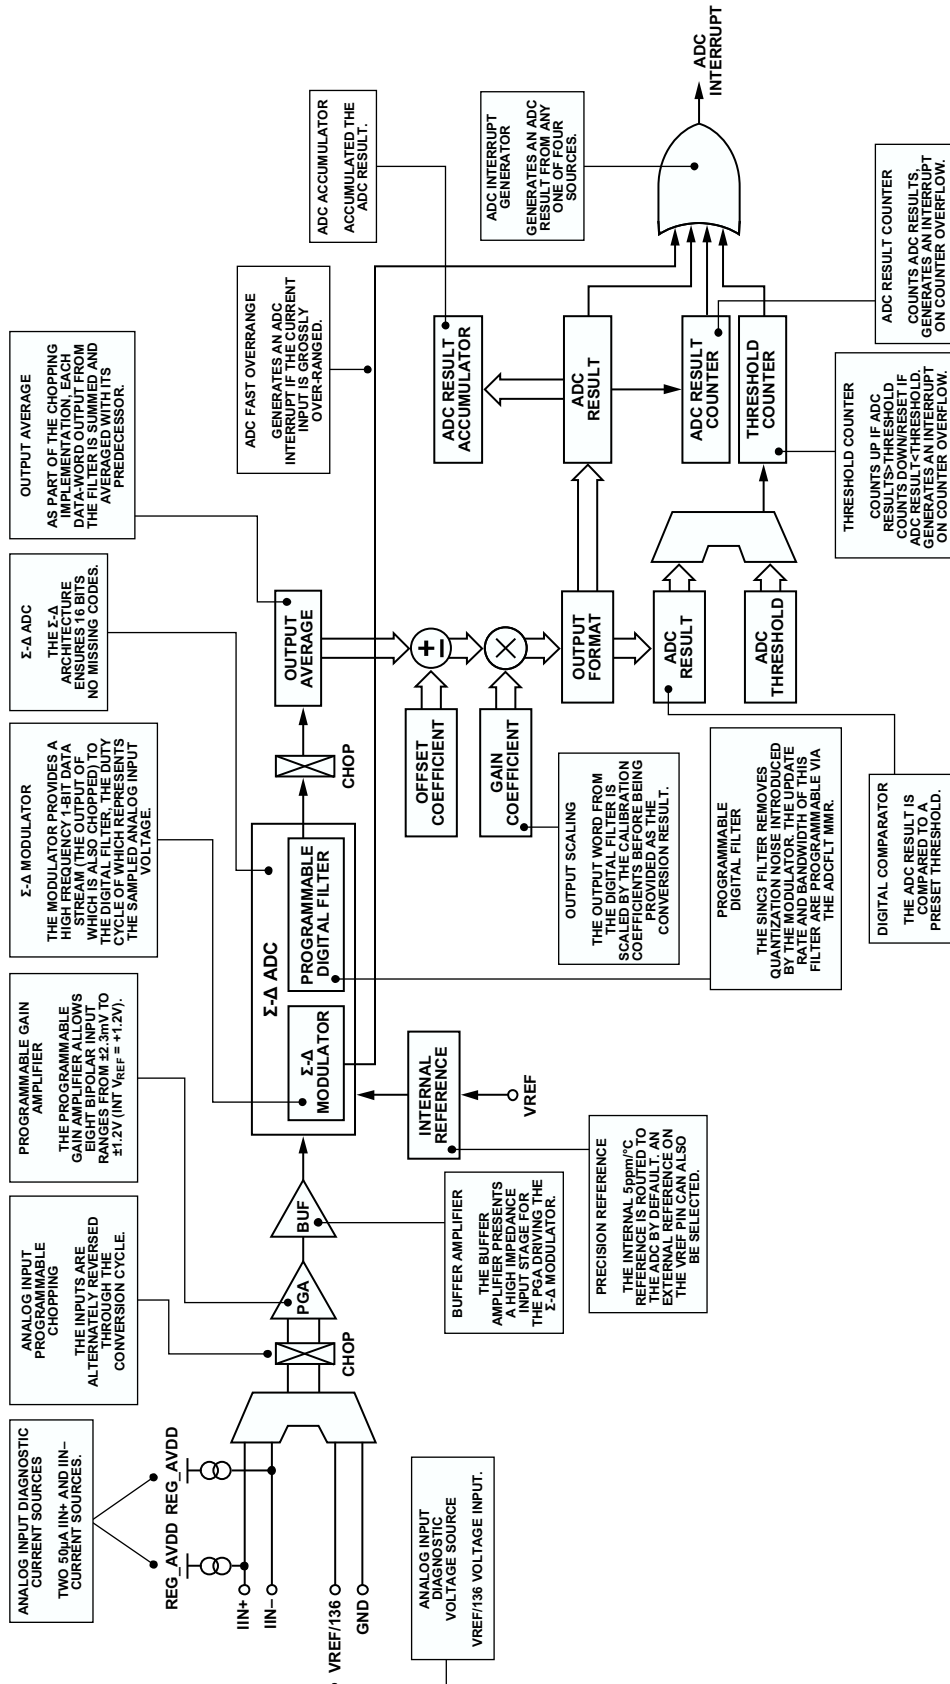 ANALOG INPUT DIAGNOSTIC
CURRENT SOURCES
TWO 50µA IIN+ AND IIN–
CURRENT SOURCES.
ANALOG INPUT
PROGRAMMABLE
CHOPPING
THE INPUTS ARE
ALTERNATELY REVERSED
THROUGH THE
CONVERSION CYCLE.
PROGRAMMABLE GAIN
AMPLIFIER
THE PROGRAMMABLE
GAIN AMPLIFIER ALLOWS
EIGHT BIPOLAR INPUT
RANGES FROM ±2.3mV TO
±1.2V (INT VREF = +1.2V).
Σ-Δ MODULATOR
THE MODULATOR PROVIDES A
HIGH FREQUENCY 1-BIT DATA
STREAM (THE OUTPUT OF
WHICH IS ALSO CHOPPED) TO
THE DIGITAL FILTER, THE DUTY
CYCLE OF WHICH REPRESENTS
THE SAMPLED ANALOG INPUT
VOLTAGE.
Σ-Δ ADC
THE Σ-Δ
ARCHITECTURE
ENSURES 16 BITS
NO MISSING CODES.
OUTPUT AVERAGE
AS PART OF THE CHOPPING
IMPLEMENTATION, EACH
DATA-WORD OUTPUT FROM
THE FILTER IS SUMMED AND
AVERAGED WITH ITS
PREDECESSOR.
ADC FAST OVERRANGE
GENERATES AN ADC
INTERRUPT IF THE CURRENT
INPUT IS GROSSLY
OVER-RANGED.
ADC ACCUMULATOR
ACCUMULATED THE
ADC RESULT.
ADC INTERRUPT
GENERATOR
GENERATES AN ADC
RESULT FROM ANY
ONE OF FOUR
SOURCES.
REG_AVDD
REG_AVDD
IIN+
IIN–
VREF/136
GND
CHOP
PGA
BUF
Σ-Δ ADC
Σ-Δ
MODULATOR
PROGRAMMABLE
DIGITAL FILTER
CHOP
OUTPUT
AVERAGE
INTERNAL
REFERENCE
VREF
OFFSET
COEFFICIENT
GAIN
COEFFICIENT
OUTPUT
FORMAT
ADC RESULT
ACCUMULATOR
ADC
RESULT
ADC RESULT
COUNTER
THRESHOLD
COUNTER
ADC
RESULT
ADC
THRESHOLD
ADC
INTERRUPT
ANALOG INPUT
DIAGNOSTIC
VOLTAGE SOURCE
VREF/136 VOLTAGE INPUT.
BUFFER AMPLIFIER
THE BUFFER
AMPLIFIER PRESENTS
A HIGH IMPEDANCE
INPUT STAGE FOR
THE PGA DRIVING THE
Σ-Δ MODULATOR.
PRECISION REFERENCE
THE INTERNAL 5ppm/°C
REFERENCE IS ROUTED TO
THE ADC BY DEFAULT. AN
EXTERNAL REFERENCE ON
THE VREF PIN CAN ALSO
BE SELECTED.
OUTPUT SCALING
THE OUTPUT WORD FROM
THE DIGITAL FILTER IS
SCALED BY THE CALIBRATION
COEFFICIENTS BEFORE BEING
PROVIDED AS THE
CONVERSION RESULT.
PROGRAMMABLE
DIGITAL FILTER
THE SINC3 FILTER REMOVES
QUANTIZATION NOISE INTRODUCED
BY THE MODULATOR. THE UPDATE
RATE AND BANDWIDTH OF THIS
FILTER ARE PROGRAMMABLE VIA
THE ADCFLT MMR.
DIGITAL COMPARATOR
THE ADC RESULT IS
COMPARED TO A
PRESET THRESHOLD.
THRESHOLD COUNTER
COUNTS UP IF ADC
RESULTS>THRESHOLD
COUNTS DOWN/RESET IF
ADC RESULT<THRESHOLD.
GENERATES AN INTERRUPT
ON COUNTER OVERFLOW.
ADC RESULT COUNTER
COUNTS ADC RESULTS,
GENERATES AN INTERRUPT
ON COUNTER OVERFLOW.